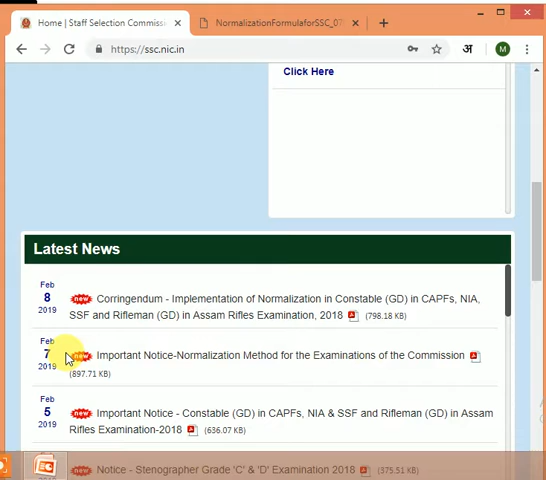 Home | Staff Selection Commiss
NormalizationFormulaforSSC_07
https://ssc.nic.in
अ
M
Click Here
Latest News
Feb
8
2019
new Corringendum - Implementation of Normalization in Constable (GD) in CAPFs, NIA,
SSF and Rifleman (GD) in Assam Rifles Examination, 2018 (798.18 KB)
Feb
7
2019
new Important Notice-Normalization Method for the Examinations of the Commission
(897.71 KB)
Feb
5
2019
new Important Notice - Constable (GD) in CAPFs, NIA & SSF and Rifleman (GD) in Assam
Rifles Examination-2018 (636.07 KB)
new Notice - Stenographer Grade 'C' & 'D' Examination 2018 (375.51 KB)